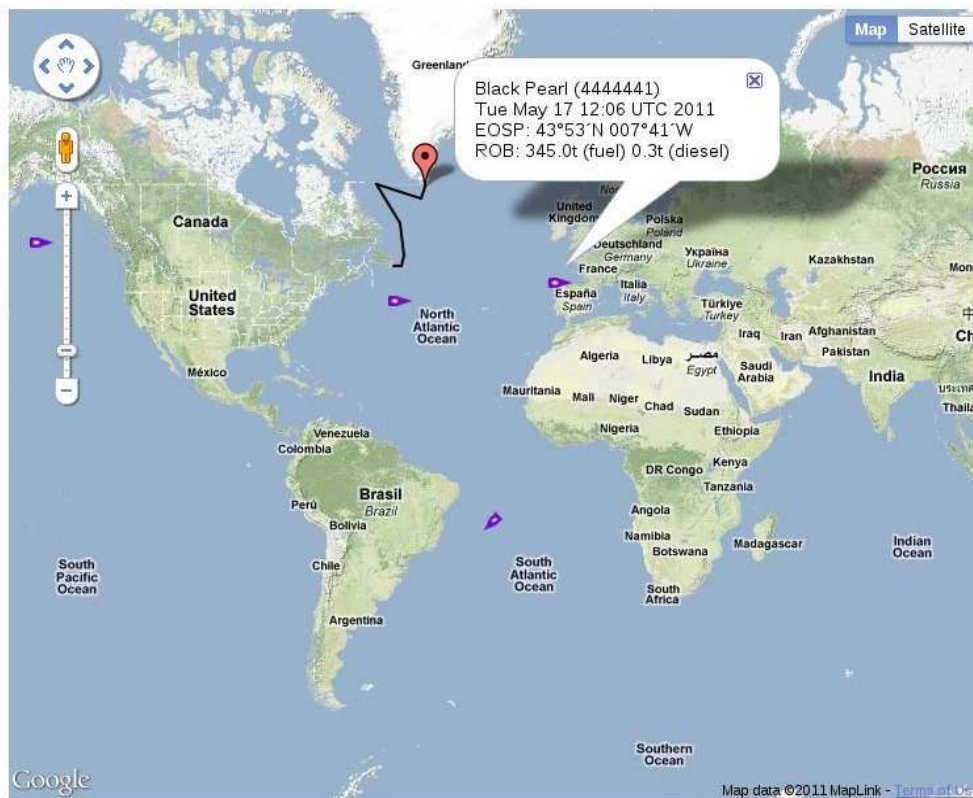 Map Satellite
Greenland
Black Pearl (4444441)
Tue May 17 12:06 UTC 2011
EOSP: 43°53´N 007°41´W
ROB: 345.0t (fuel) 0.3t (diesel)
Россия
Russia
Canada
United
Kingdom
Polska
Poland
Deutschland
Germany
Україна
Ukraine
Kazakhstan
France
Italia
Italy
España
Spain
United
States
North
Atlantic
Ocean
Türkiye
Turkey
Iraq
Iran
Afghanistan
Pakistan
México
Algeria
Libya
مصر
Egypt
Saudi
Arabia
India
Mauritania
Mali
Niger
Chad
Sudan
Nigeria
Ethiopia
Venezuela
Colombia
DR Congo
Kenya
Tanzania
Brasil
Brazil
Perú
Bolivia
Angola
Namibia
Botswana
Madagascar
Indian
Ocean
South
Pacific
Ocean
Chile
South
Atlantic
Ocean
South
Africa
Argentina
Southern
Ocean
Google
Map data ©2011 MapLink - Terms of Us